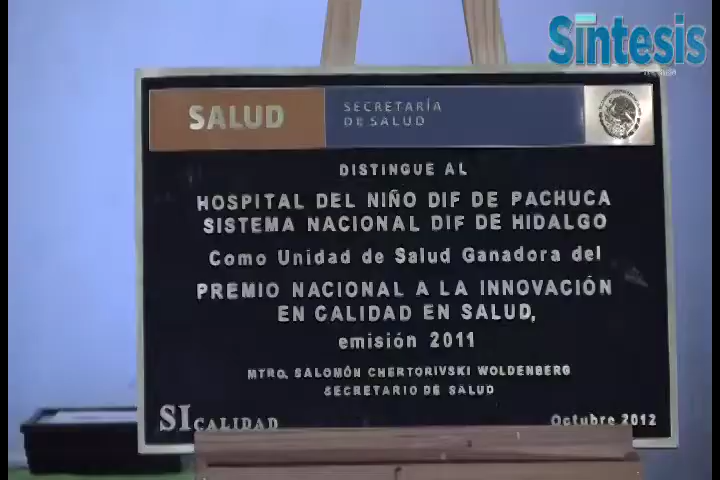 Síntesis
SALUD
SECRETARÍA
DE SALUD
DISTINGUE AL
HOSPITAL DEL NIÑO DIF DE PACHUCA
SISTEMA NACIONAL DIF DE HIDALGO
Como Unidad de Salud Ganadora del
PREMIO NACIONAL A LA INNOVACIÓN
EN CALIDAD EN SALUD,
emisión 2011
MTRO. SALOMÓN CHERTORIVSKI WOLDENBERG
SECRETARIO DE SALUD
SICALIDAD
Octubre 2012